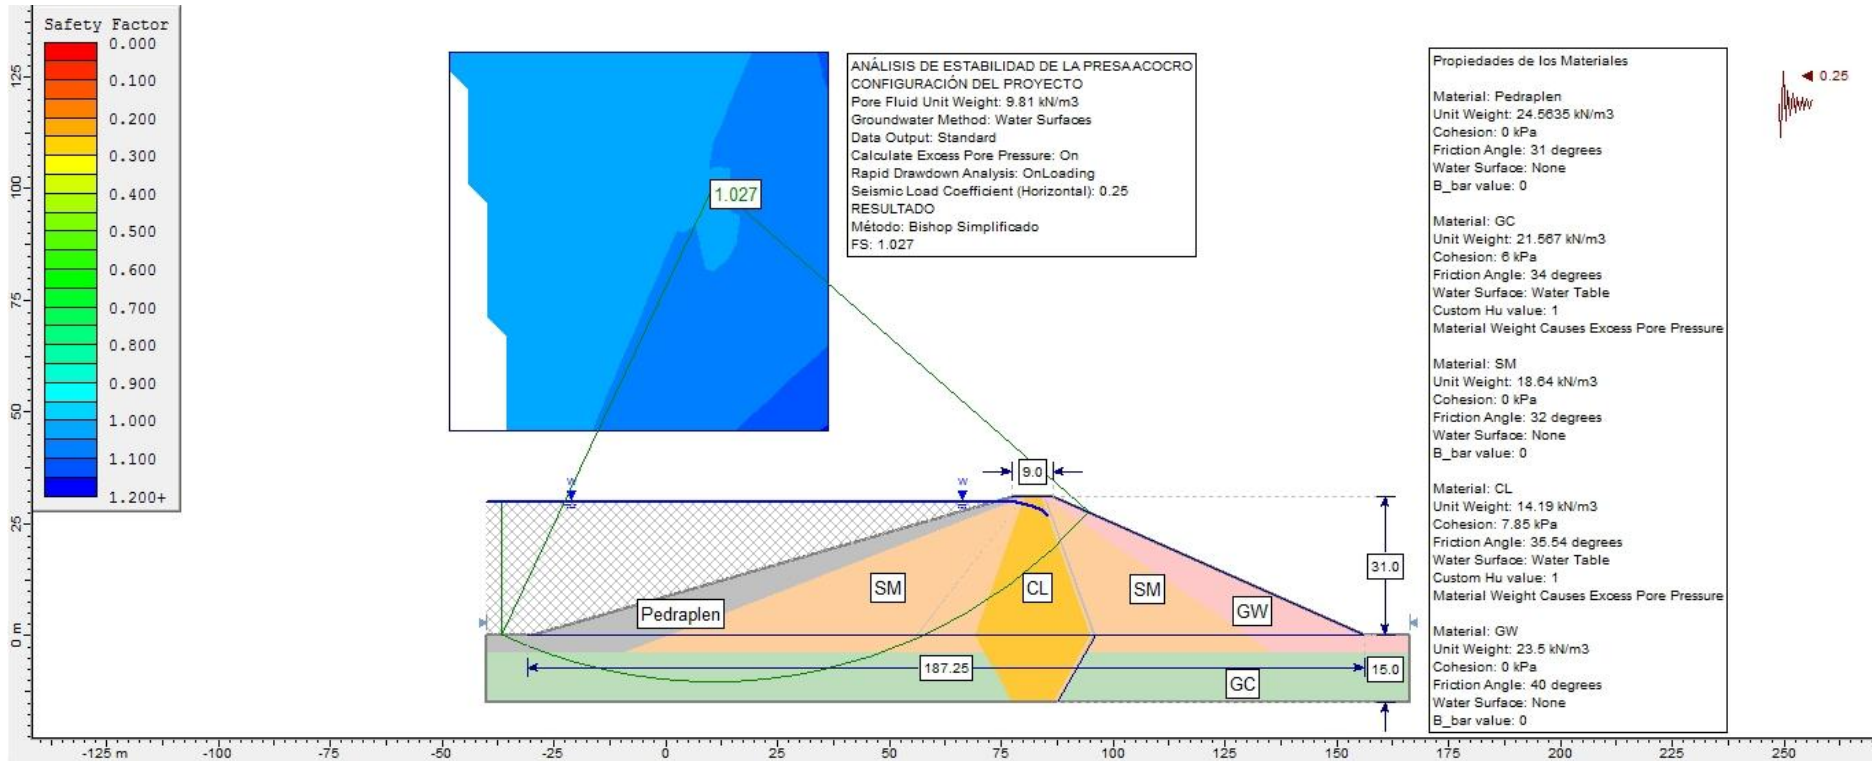 Safety Factor
0.000
0.100
0.200
0.300
0.400
0.500
0.600
0.700
0.800
0.900
1.000
1.100
1.200+
1.027
ANÁLISIS DE ESTABILIDAD DE LA PRESA ACOCRO
CONFIGURACIÓN DEL PROYECTO
Pore Fluid Unit Weight: 9.81 kN/m3
Groundwater Method: Water Surfaces
Data Output: Standard
Calculate Excess Pore Pressure: On
Rapid Drawdown Analysis: OnLoading
Seismic Load Coefficient (Horizontal): 0.25
RESULTADO
Método: Bishop Simplificado
FS: 1.027
Propiedades de los Materiales
Material: Pedraplen
Unit Weight: 24.5635 kN/m3
Cohesion: 0 kPa
Friction Angle: 31 degrees
Water Surface: None
B_bar value: 0
Material: GC
Unit Weight: 21.567 kN/m3
Cohesion: 6 kPa
Friction Angle: 34 degrees
Water Surface: Water Table
Custom Hu value: 1
Material Weight Causes Excess Pore Pressure
Material: SM
Unit Weight: 18.64 kN/m3
Cohesion: 0 kPa
Friction Angle: 32 degrees
Water Surface: None
B_bar value: 0
Material: CL
Unit Weight: 14.19 kN/m3
Cohesion: 7.85 kPa
Friction Angle: 35.54 degrees
Water Surface: Water Table
Custom Hu value: 1
Material Weight Causes Excess Pore Pressure
Material: GW
Unit Weight: 23.5 kN/m3
Cohesion: 0 kPa
Friction Angle: 40 degrees
Water Surface: None
B_bar value: 0
0.25
W
W
9.0
31.0
SM
CL
SM
Pedraplen
GW
187.25
15.0
GC
125
100
75
50
25
0 m
-125 m
-100
-75
-50
-25
0
25
50
75
100
125
150
175
200
225
250